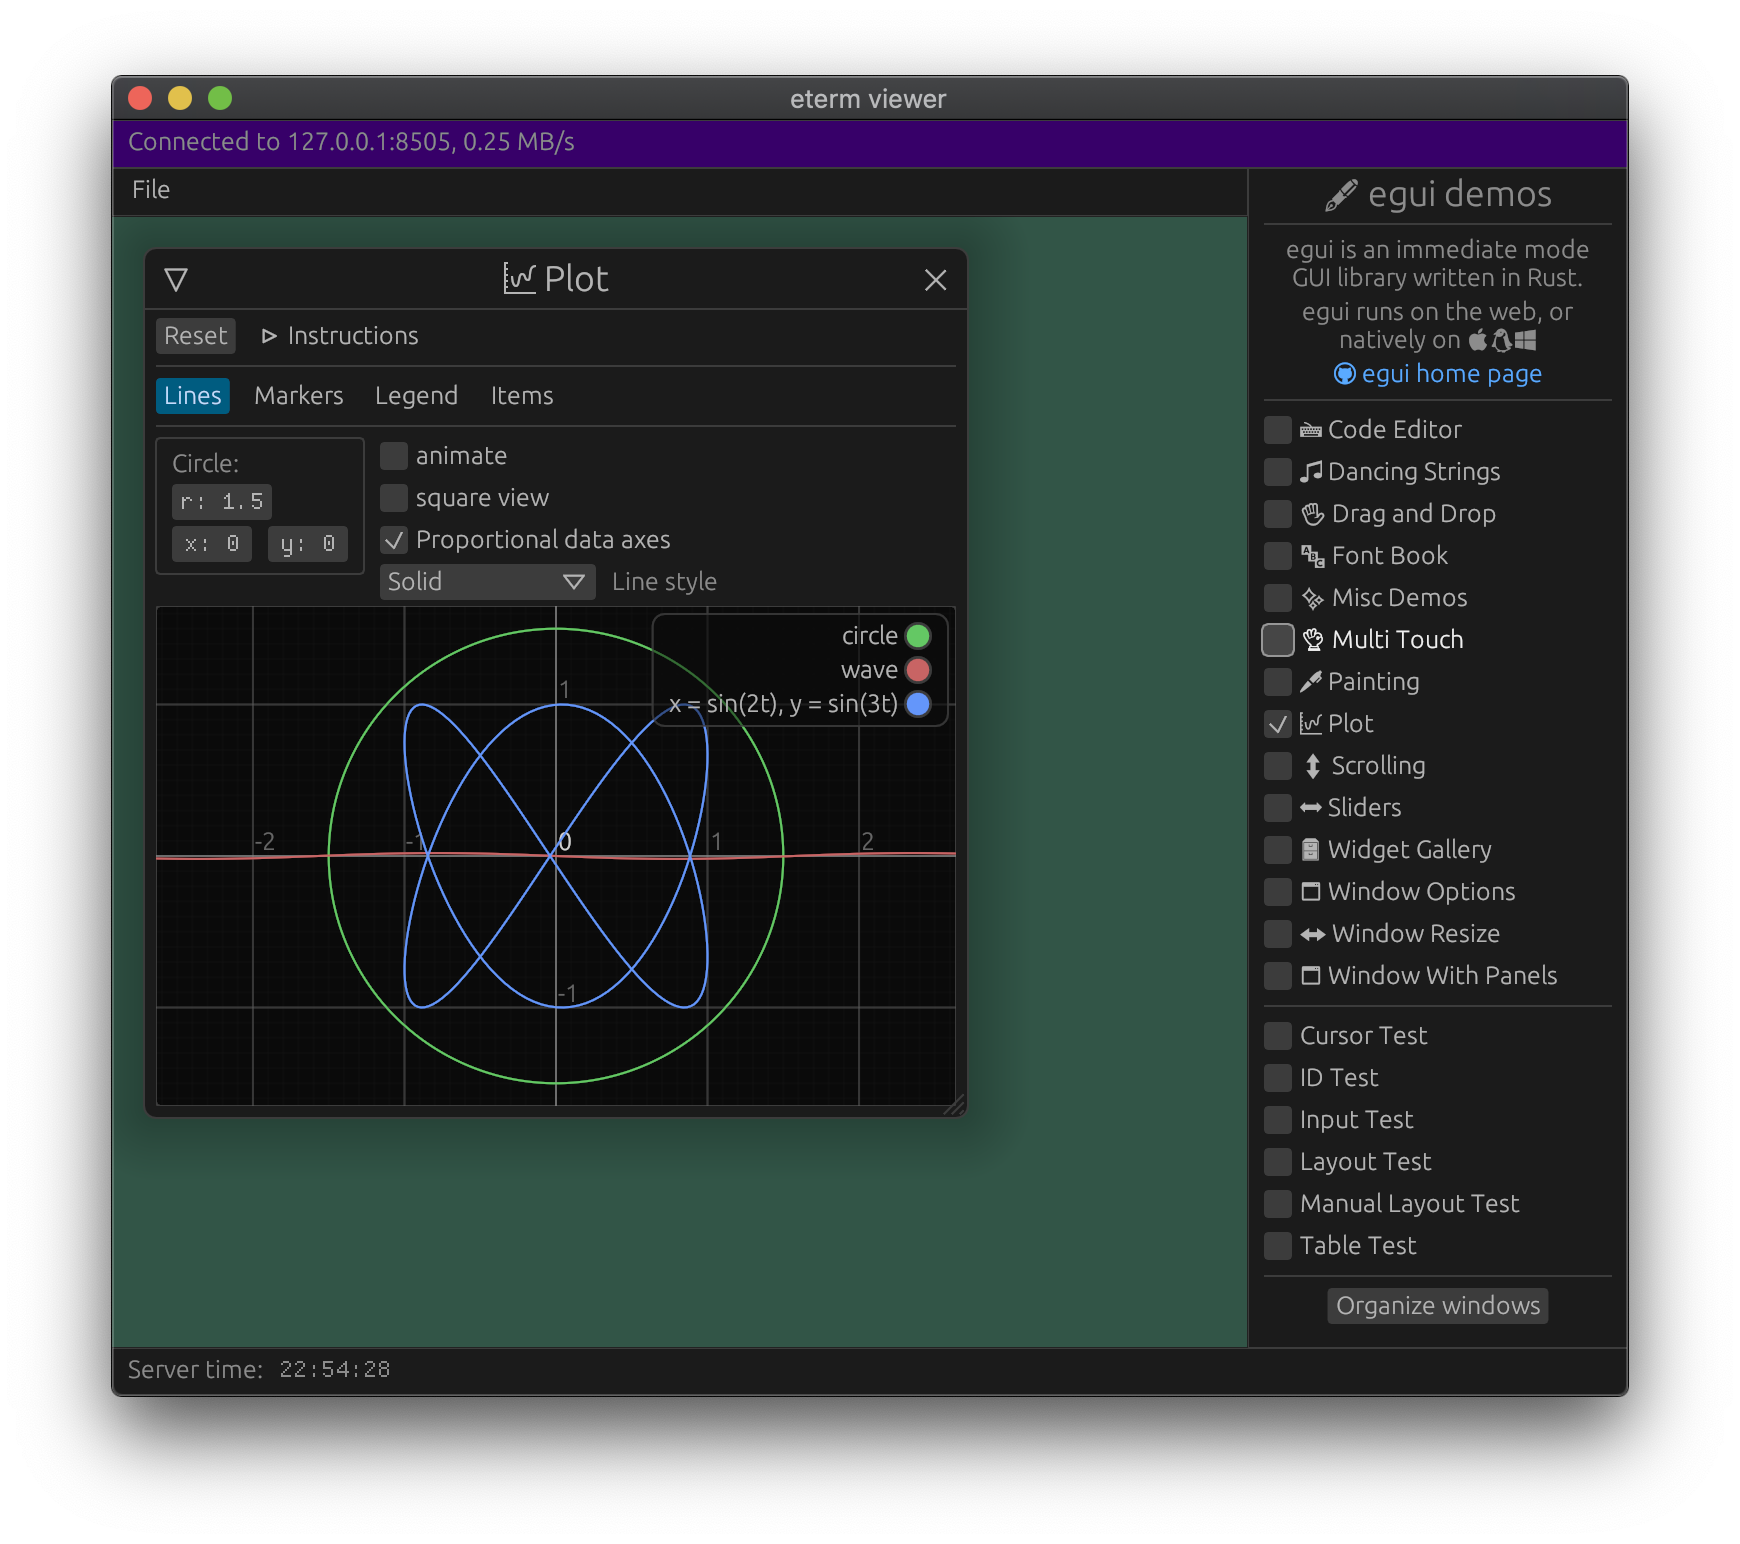 eterm viewer
Connected to 127.0.0.1:8505, 0.25 MB/s
File
Plot
Reset Instructions
Lines Markers Legend Items
Circle:
r: 1.5
x: 0 y: 0
animate
square view
Proportional data axes
Solid Line style
circle
wave
x = sin(2t), y = sin(3t)
1
-2 -1 0 1 2
-1
egui demos
egui is an immediate mode
GUI library written in Rust.
egui runs on the web, or
natively on
egui home page
Code Editor
Dancing Strings
Drag and Drop
Font Book
Misc Demos
Multi Touch
Painting
Plot
Scrolling
Sliders
Widget Gallery
Window Options
Window Resize
Window With Panels
Cursor Test
ID Test
Input Test
Layout Test
Manual Layout Test
Table Test
Organize windows
Server time: 22:54:28